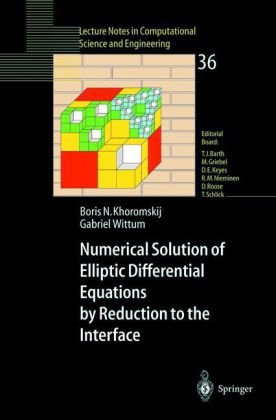 Lecture Notes in Computational
Science and Engineering
36
Editorial
Board:
T. J. Barth
M. Griebel
D. E. Keyes
R. M. Nieminen
D. Roose
T. Schlick
Boris N. Khoromskij
Gabriel Wittum
Numerical Solution of
Elliptic Differential
Equations
by Reduction to the
Interface
Springer